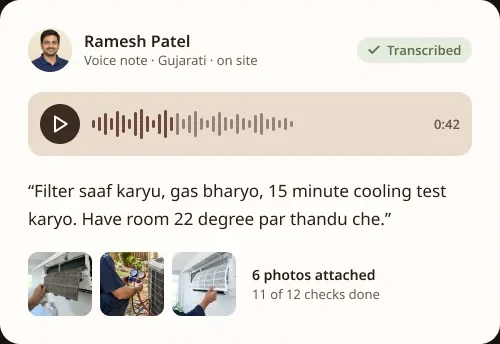 Ramesh Patel
Voice note · Gujarati · on site
Transcribed
0:42
“Filter saaf karyu, gas bharyo, 15 minute cooling test
karyo. Have room 22 degree par thandu che.”
6 photos attached
11 of 12 checks done